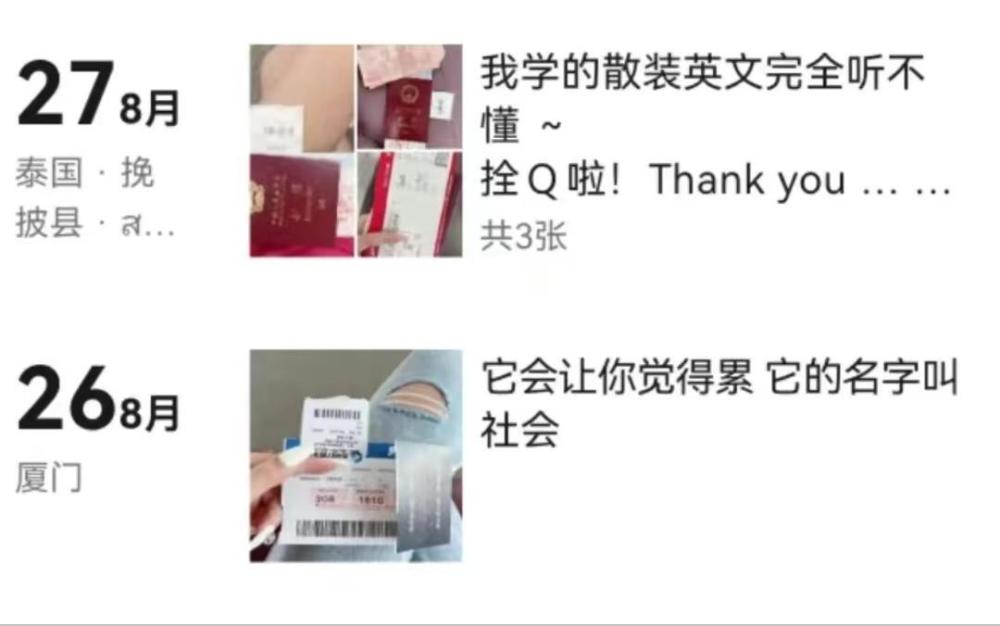 27 8月
泰国 · 挽
披县 · ส...
我学的散装英文完全听不
懂 ~
拴Q啦! Thank you ... ...
共3张
26 8月
厦门
它会让你觉得累 它的名字叫
社会